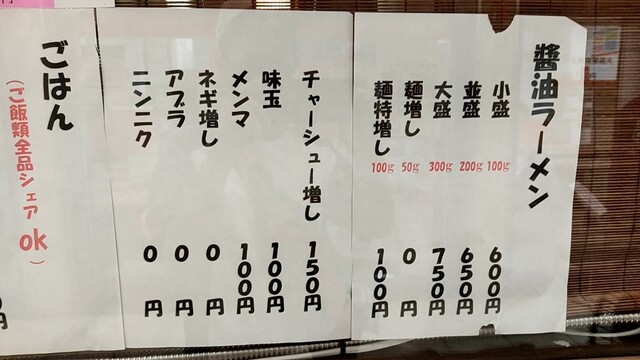 醤油ラーメン
小盛 100g 600円
並盛 200g 650円
大盛 300g 750円
麺増し 50g 0円
麺特増し 100g 100円
チャーシュー増し 150円
味玉 100円
メンマ 100円
ネギ増し 0円
アブラ 0円
ニンニク 0円
ごはん
（ご飯類全品シェアok）
円